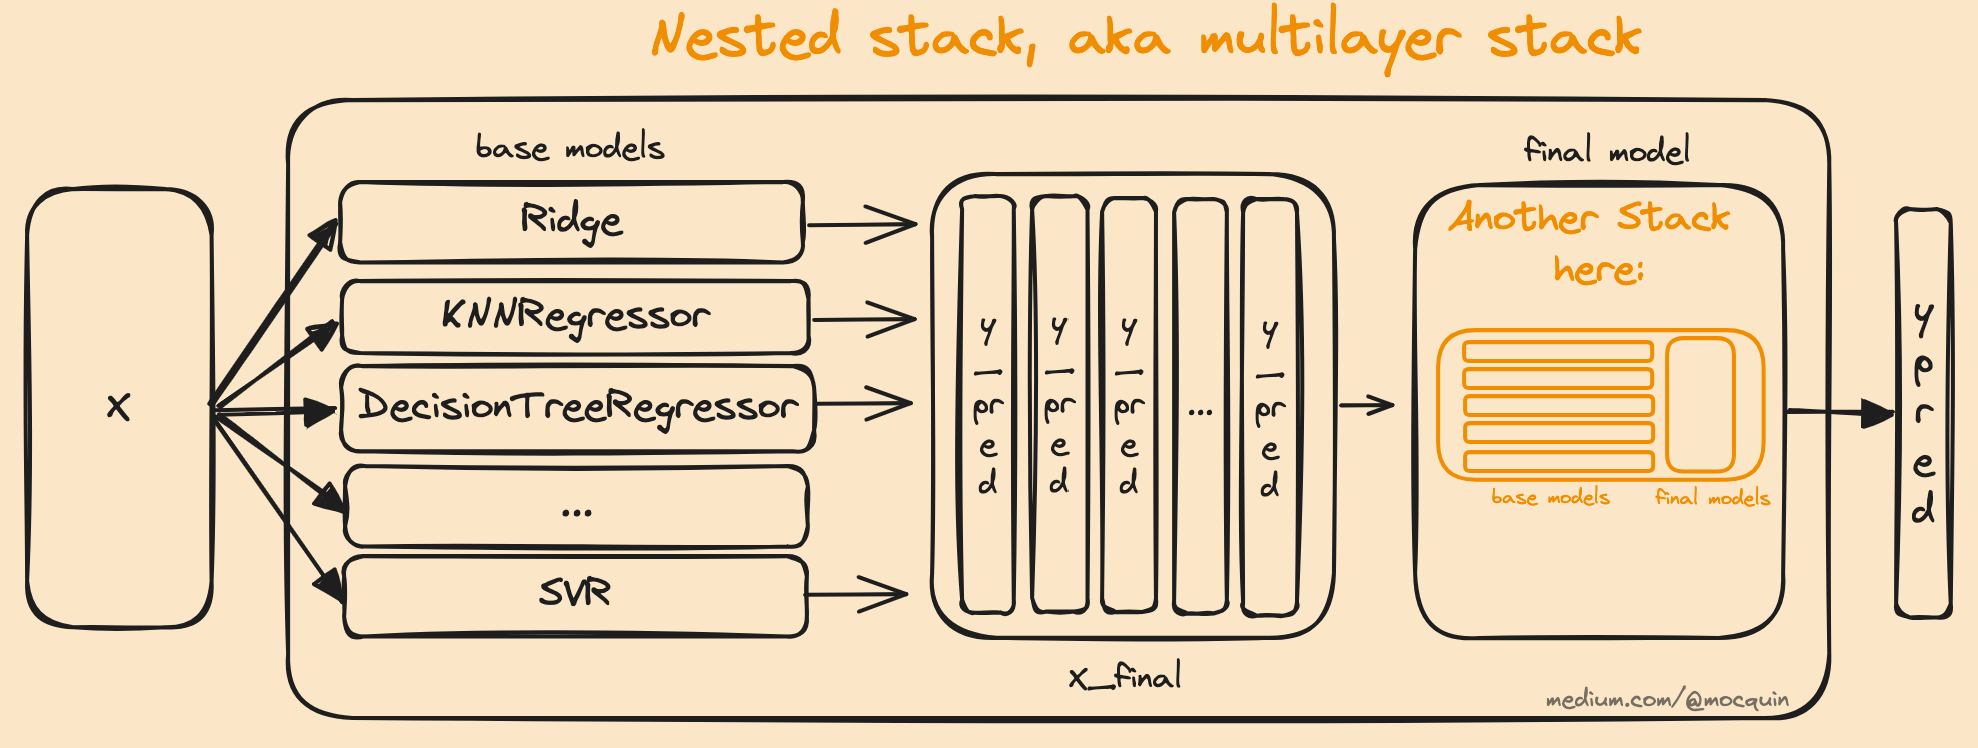 Nested stack, aka multilayer stack
base models
final model
X
Ridge
KNNRegressor
DecisionTreeRegressor
...
SVR
y_pred
y_pred
y_pred
...
y_pred
X_final
Another Stack
here:
base models
final models
y pred
medium.com/@mocquin